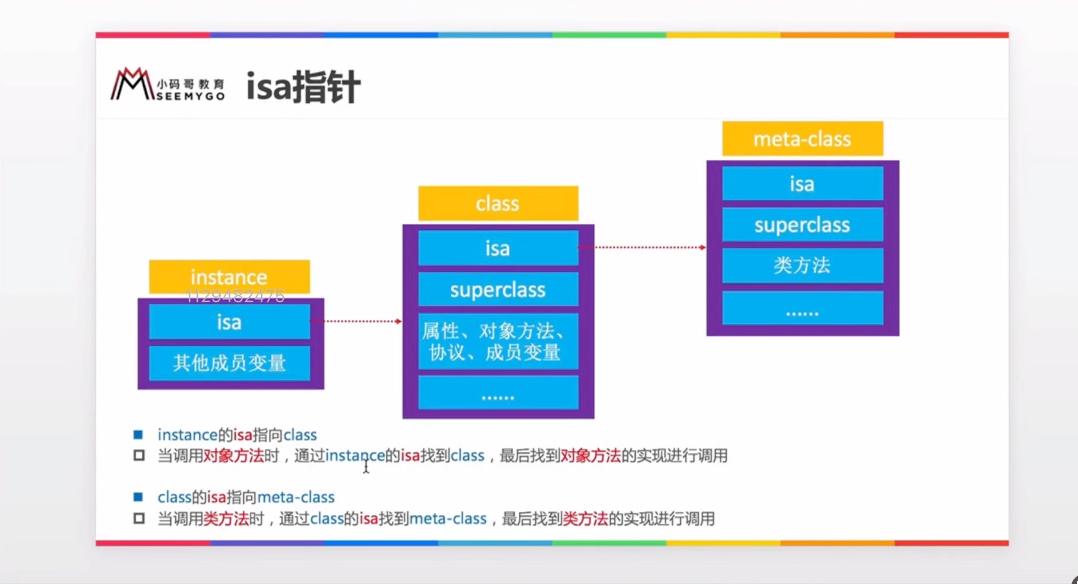 小码哥教育
SEEMYGO
isa指针
instance
1129482475
isa
其他成员变量
class
isa
superclass
属性、对象方法、
协议、成员变量
......
meta-class
isa
superclass
类方法
......
instance的isa指向class
当调用对象方法时，通过instance的isa找到class，最后找到对象方法的实现进行调用
class的isa指向meta-class
当调用类方法时，通过class的isa找到meta-class，最后找到类方法的实现进行调用